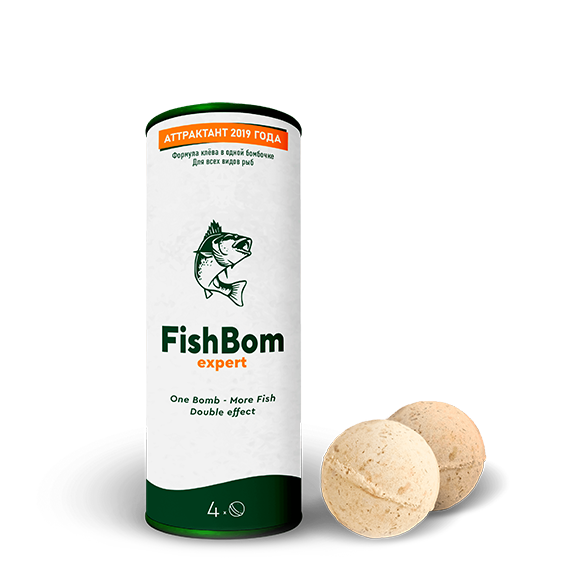 АТТРАКТАНТ 2019 ГОДА
Формула клёва в одной бомбочке
Для всех видов рыб
FishBom
expert
One Bomb - More Fish
Double effect
4